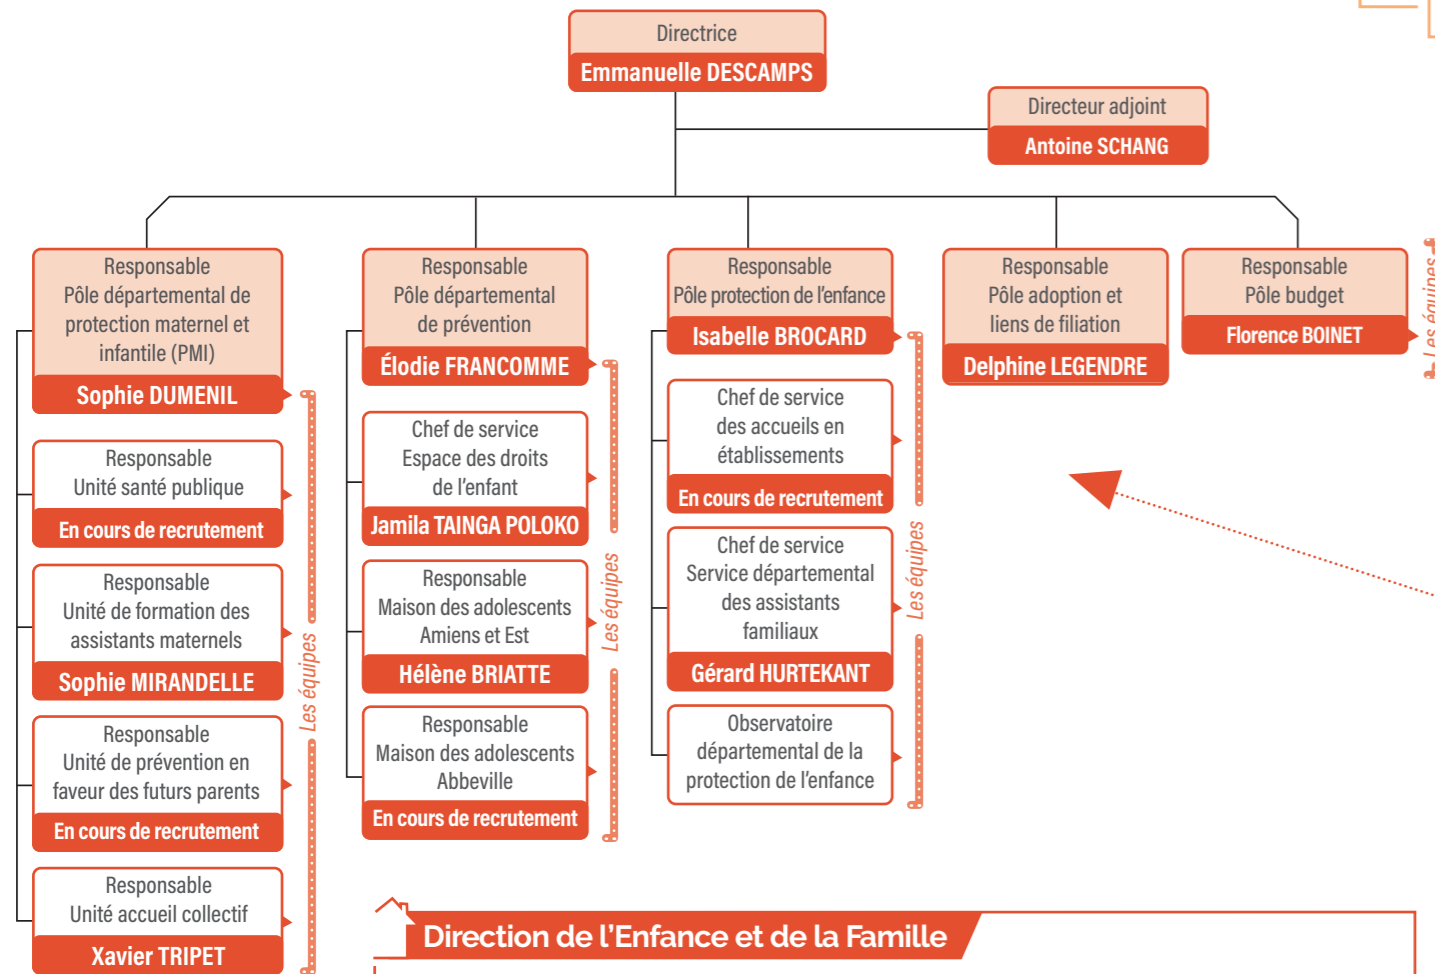 Directrice
Emmanuelle DESCAMPS
Directeur adjoint
Antoine SCHANG
Responsable
Pôle départemental de
protection maternel et
infantile (PMI)
Sophie DUMENIL
Responsable
Unité santé publique
En cours de recrutement
Responsable
Unité de formation des
assistants maternels
Sophie MIRANDELLE
Responsable
Unité de prévention en
faveur des futurs parents
En cours de recrutement
Responsable
Unité accueil collectif
Xavier TRIPET
Les équipes
Responsable
Pôle départemental
de prévention
Élodie FRANCOMME
Chef de service
Espace des droits
de l'enfant
Jamila TAINGA POLOKO
Responsable
Maison des adolescents
Amiens et Est
Hélène BRIATTE
Responsable
Maison des adolescents
Abbeville
En cours de recrutement
Les équipes
Responsable
Pôle protection de l'enfance
Isabelle BROCARD
Chef de service
des accueils en
établissements
En cours de recrutement
Chef de service
Service départemental
des assistants
familiaux
Gérard HURTEKANT
Observatoire
départemental de la
protection de l'enfance
Les équipes
Responsable
Pôle adoption et
liens de filiation
Delphine LEGENDRE
Responsable
Pôle budget
Florence BOINET
Les équipes
Direction de l'Enfance et de la Famille